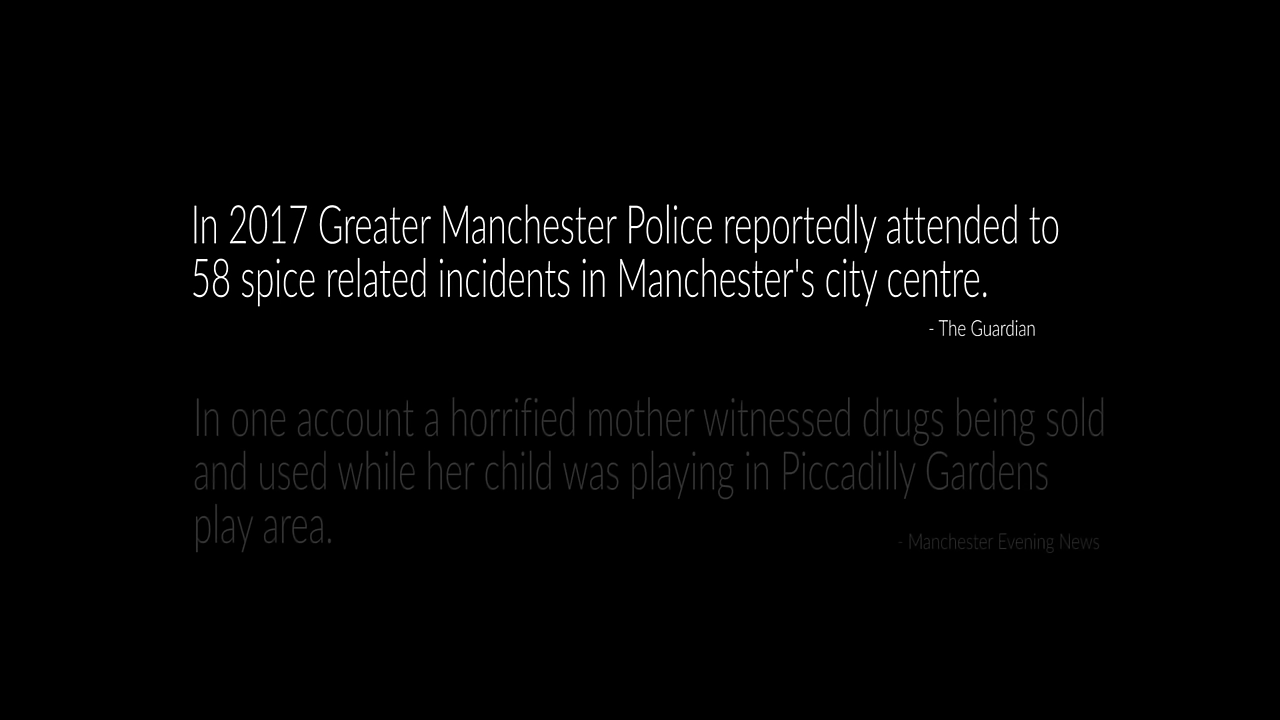 In 2017 Greater Manchester Police reportedly attended to
58 spice related incidents in Manchester's city centre.
- The Guardian
In one account a horrified mother witnessed drugs being sold
and used while her child was playing in Piccadilly Gardens
play area.
- Manchester Evening News